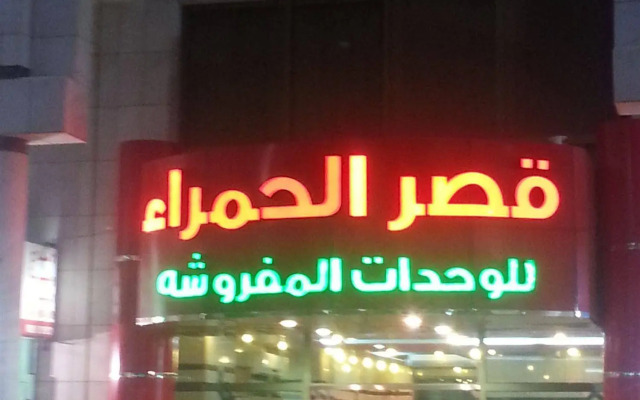 قصر الحمراء
للوحدات المفروشه